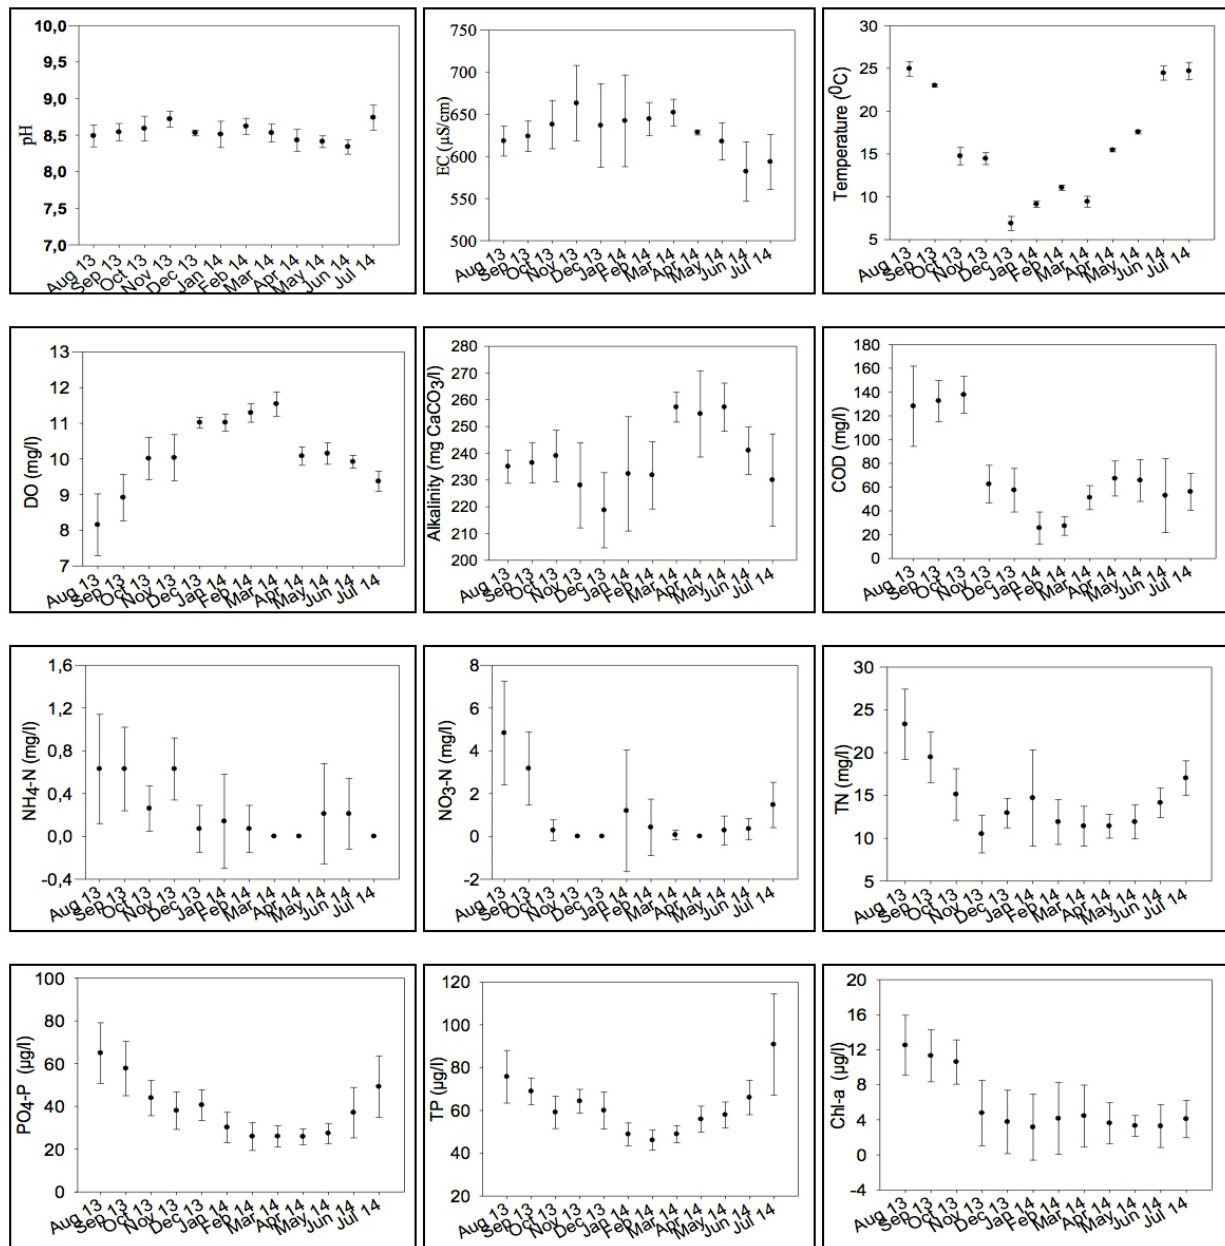 pH
10,0
9,5
9,0
8,5
8,0
7,5
7,0
Aug 13
Sep 13
Oct 13
Nov 13
Dec 13
Jan 14
Feb 14
Mar 14
Apr 14
May 14
Jun 14
Jul 14
EC (µS/cm)
750
700
650
600
550
500
Aug 13
Sep 13
Oct 13
Nov 13
Dec 13
Jan 14
Feb 14
Mar 14
Apr 14
May 14
Jun 14
Jul 14
Temperature (⁰C)
30
25
20
15
10
5
Aug 13
Sep 13
Oct 13
Nov 13
Dec 13
Jan 14
Feb 14
Mar 14
Apr 14
May 14
Jun 14
Jul 14
DO (mg/l)
13
12
11
10
9
8
7
Aug 13
Sep 13
Oct 13
Nov 13
Dec 13
Jan 14
Feb 14
Mar 14
Apr 14
May 14
Jun 14
Jul 14
Alkalinity (mg CaCO3/l)
280
270
260
250
240
230
220
210
200
Aug 13
Sep 13
Oct 13
Nov 13
Dec 13
Jan 14
Feb 14
Mar 14
Apr 14
May 14
Jun 14
Jul 14
COD (mg/l)
180
160
140
120
100
80
60
40
20
0
Aug 13
Sep 13
Oct 13
Nov 13
Dec 13
Jan 14
Feb 14
Mar 14
Apr 14
May 14
Jun 14
Jul 14
NH4-N (mg/l)
1,6
1,2
0,8
0,4
0,0
-0,4
Aug 13
Sep 13
Oct 13
Nov 13
Dec 13
Jan 14
Feb 14
Mar 14
Apr 14
May 14
Jun 14
Jul 14
NO3-N (mg/l)
8
6
4
2
0
-2
Aug 13
Sep 13
Oct 13
Nov 13
Dec 13
Jan 14
Feb 14
Mar 14
Apr 14
May 14
Jun 14
Jul 14
TN (mg/l)
30
25
20
15
10
5
Aug 13
Sep 13
Oct 13
Nov 13
Dec 13
Jan 14
Feb 14
Mar 14
Apr 14
May 14
Jun 14
Jul 14
PO4-P (µg/l)
100
80
60
40
20
0
Aug 13
Sep 13
Oct 13
Nov 13
Dec 13
Jan 14
Feb 14
Mar 14
Apr 14
May 14
Jun 14
Jul 14
TP (µg/l)
120
100
80
60
40
20
Aug 13
Sep 13
Oct 13
Nov 13
Dec 13
Jan 14
Feb 14
Mar 14
Apr 14
May 14
Jun 14
Jul 14
Chl-a (µg/l)
20
16
12
8
4
0
-4
Aug 13
Sep 13
Oct 13
Nov 13
Dec 13
Jan 14
Feb 14
Mar 14
Apr 14
May 14
Jun 14
Jul 14